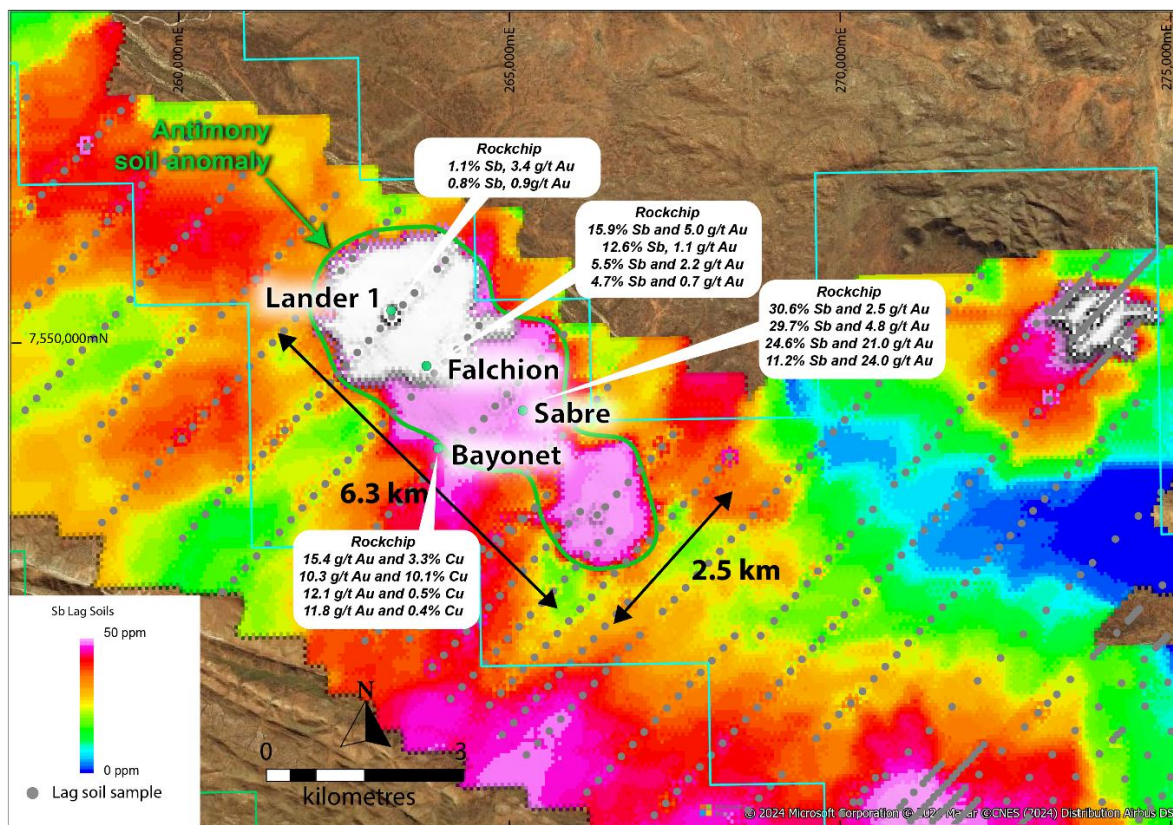 260,000mE
265,000mE
270,000mE
275,000mE
Antimony
soil anomaly
Rockchip
1.1% Sb, 3.4 g/t Au
0.8% Sb, 0.9g/t Au
Rockchip
15.9% Sb and 5.0 g/t Au
12.6% Sb, 1.1 g/t Au
5.5% Sb and 2.2 g/t Au
4.7% Sb and 0.7 g/t Au
Rockchip
30.6% Sb and 2.5 g/t Au
29.7% Sb and 4.8 g/t Au
24.6% Sb and 21.0 g/t Au
11.2% Sb and 24.0 g/t Au
Lander 1
7,550,000mN
Falchion
Sabre
Bayonet
6.3 km
2.5 km
Rockchip
15.4 g/t Au and 3.3% Cu
10.3 g/t Au and 10.1% Cu
12.1 g/t Au and 0.5% Cu
11.8 g/t Au and 0.4% Cu
Sb Lag Soils
50 ppm
0 ppm
Lag soil sample
N
0 3
kilometres
© 2024 Microsoft Corporation © ©CNES (2024) Distribution Airbus DS